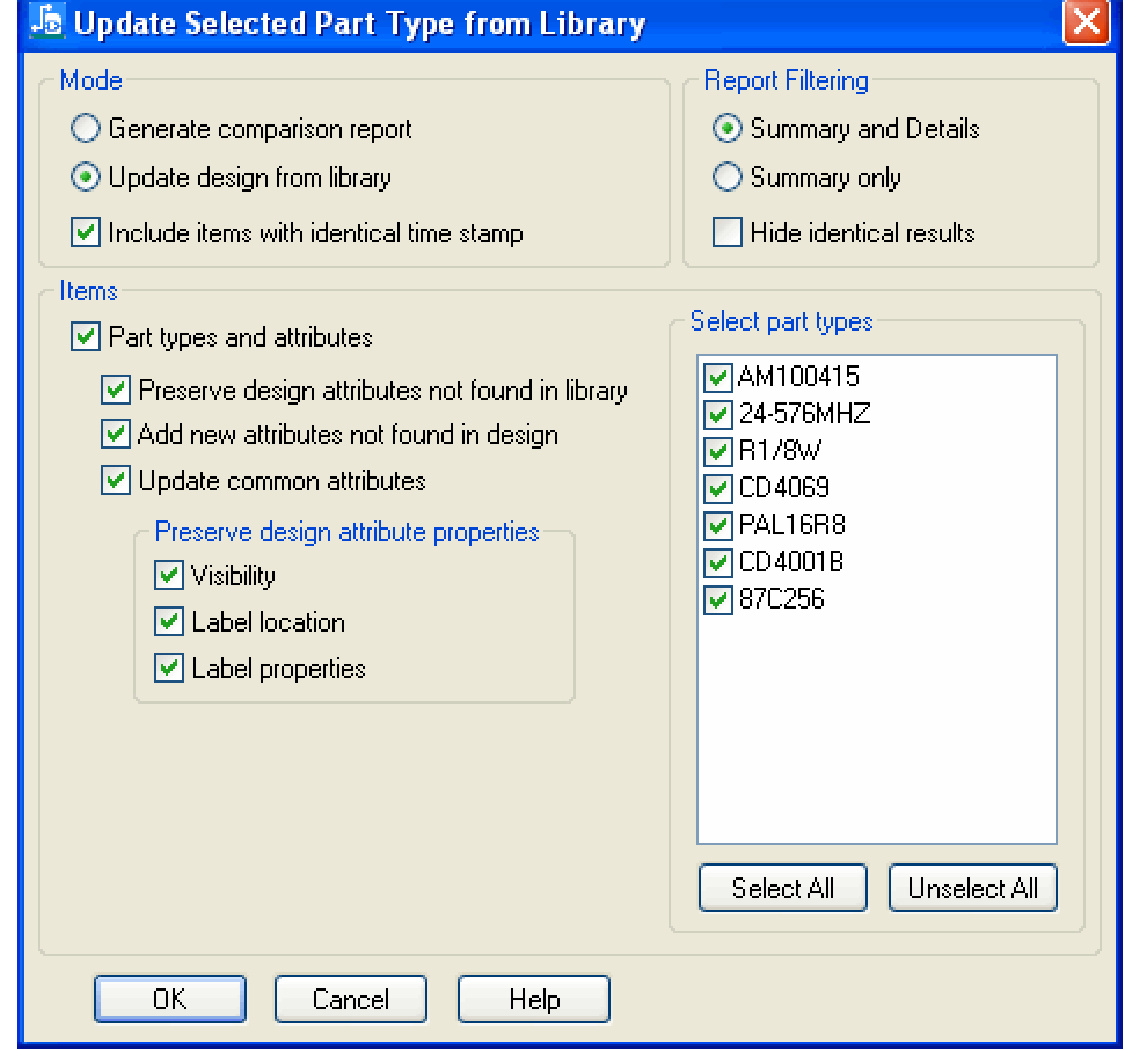 Update Selected Part Type from Library
Mode
Generate comparison report
Update design from library
Include items with identical time stamp
Report Filtering
Summary and Details
Summary only
Hide identical results
Items
Part types and attributes
Preserve design attributes not found in library
Add new attributes not found in design
Update common attributes
Preserve design attribute properties
Visibility
Label location
Label properties
Select part types
AM100415
24-576MHZ
R1/8W
CD4069
PAL16R8
CD4001B
87C256
Select All
Unselect All
OK
Cancel
Help